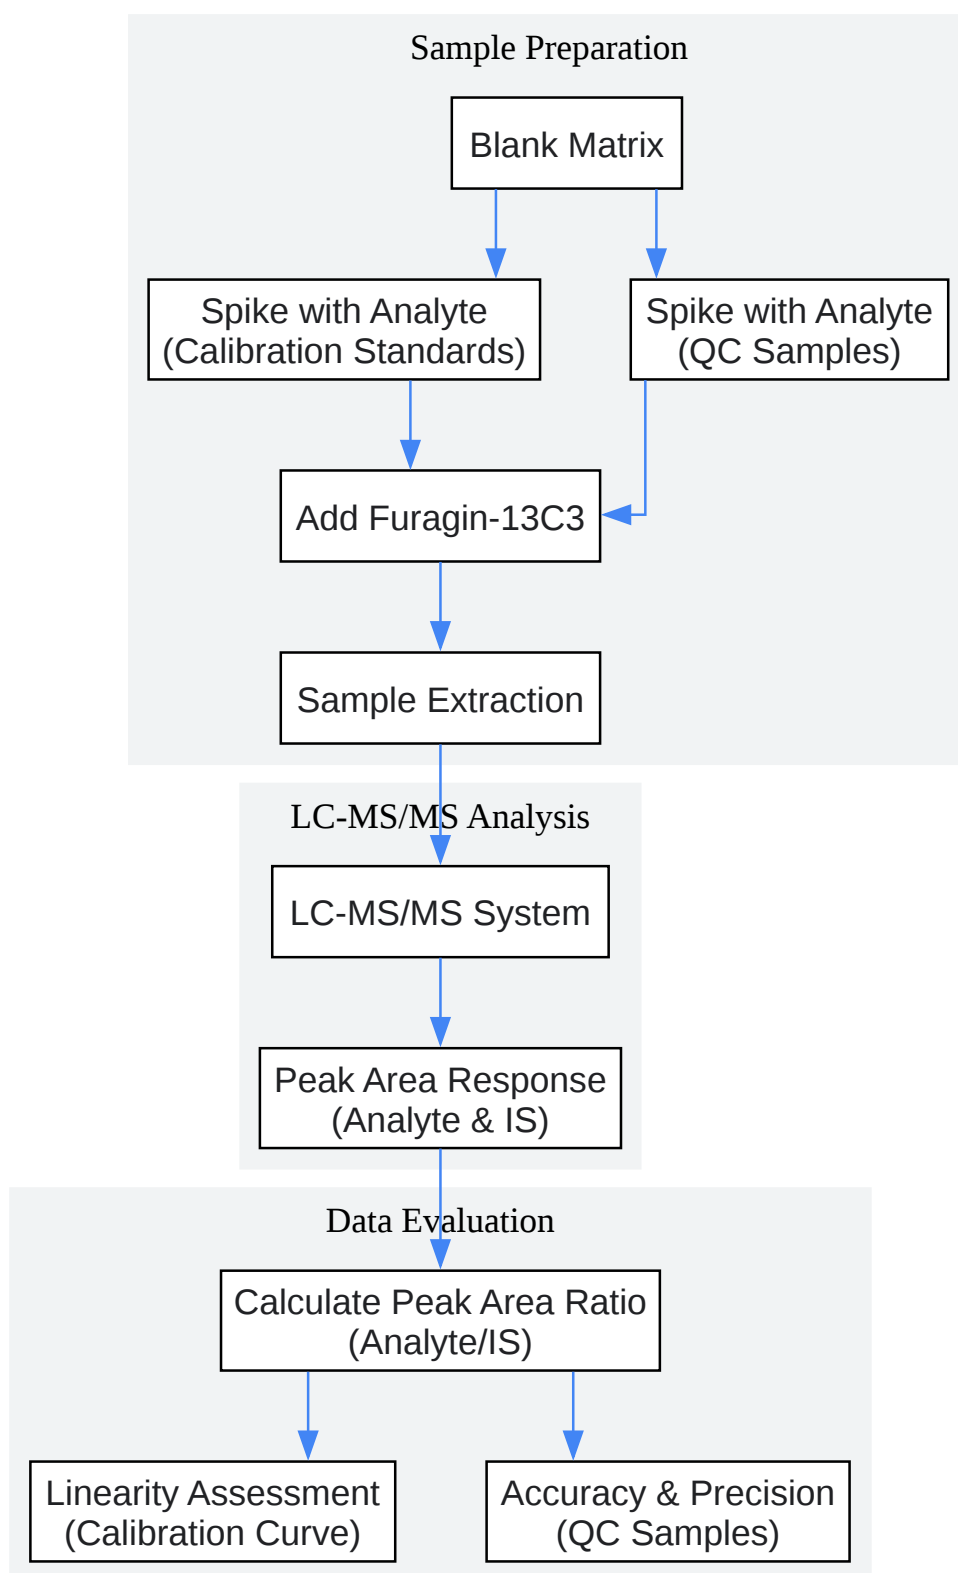 Sample Preparation
Blank Matrix
Spike with Analyte
(Calibration Standards)
Spike with Analyte
(QC Samples)
Add Furagin-13C3
Sample Extraction
LC-MS/MS Analysis
LC-MS/MS System
Peak Area Response
(Analyte & IS)
Data Evaluation
Calculate Peak Area Ratio
(Analyte/IS)
Linearity Assessment
(Calibration Curve)
Accuracy & Precision
(QC Samples)